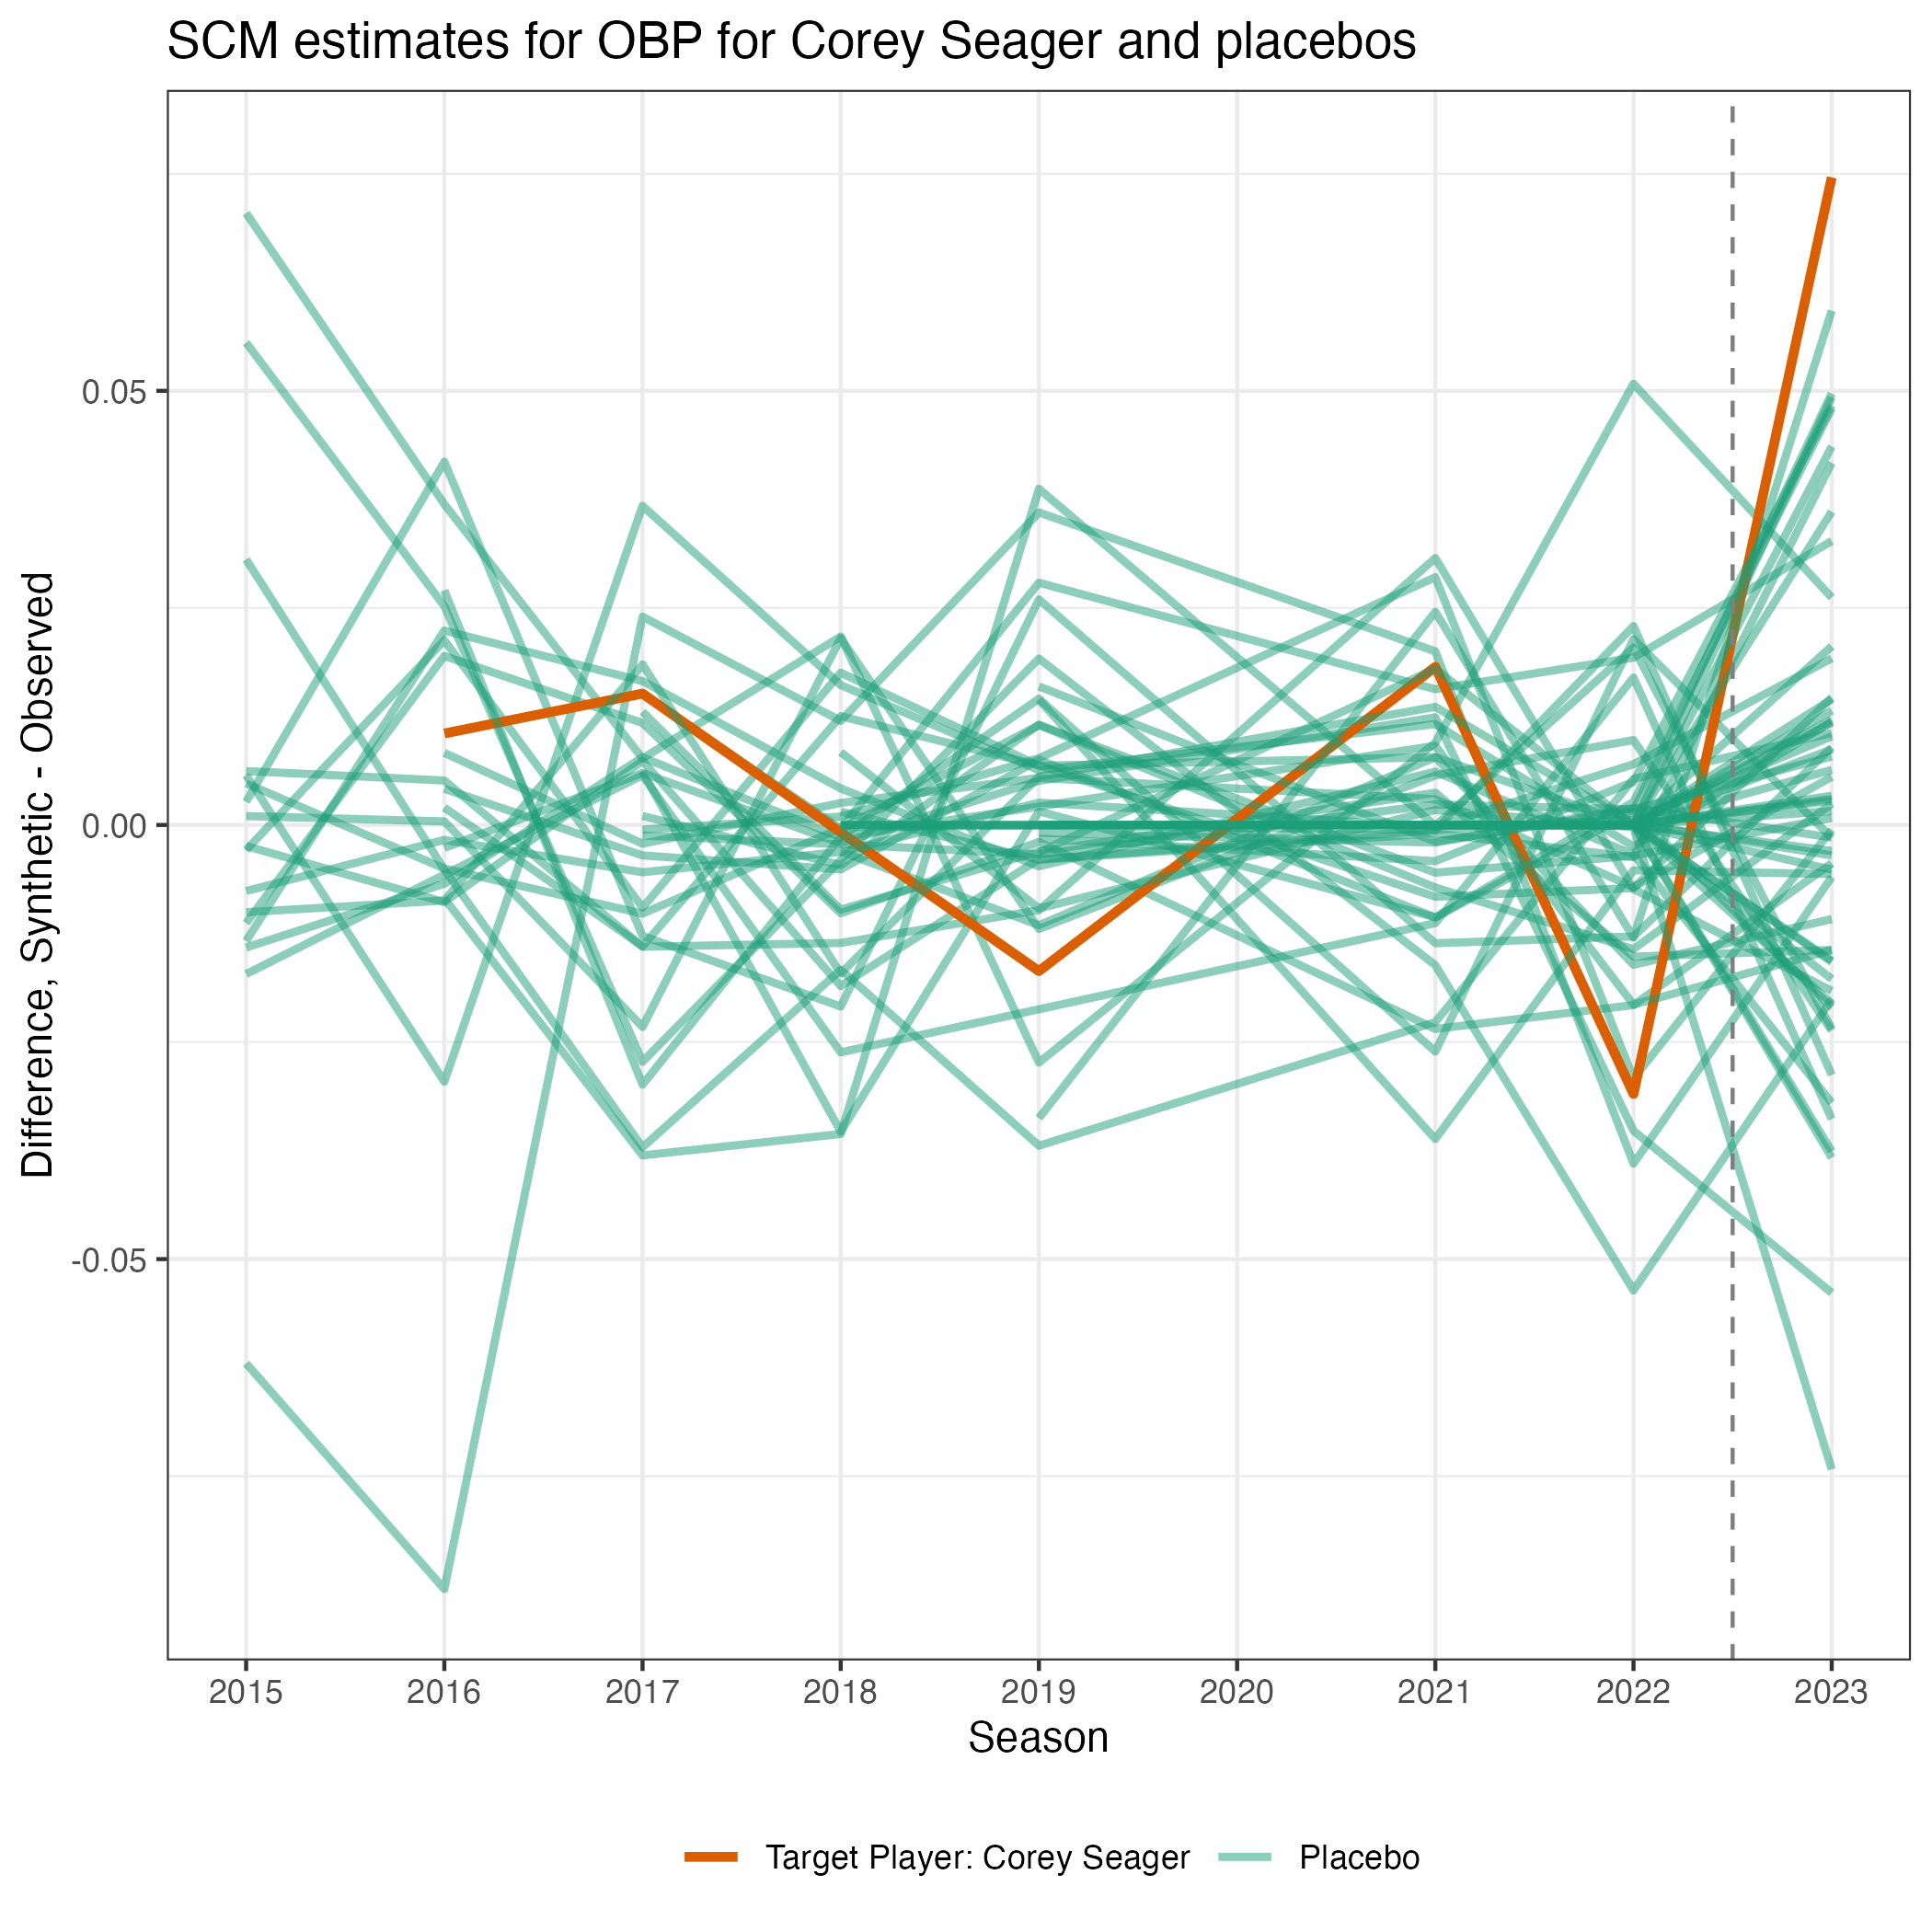 SCM estimates for OBP for Corey Seager and placebos
Difference, Synthetic - Observed
0.05
0.00
-0.05
2015 2016 2017 2018 2019 2020 2021 2022 2023
Season
Target Player: Corey Seager Placebo